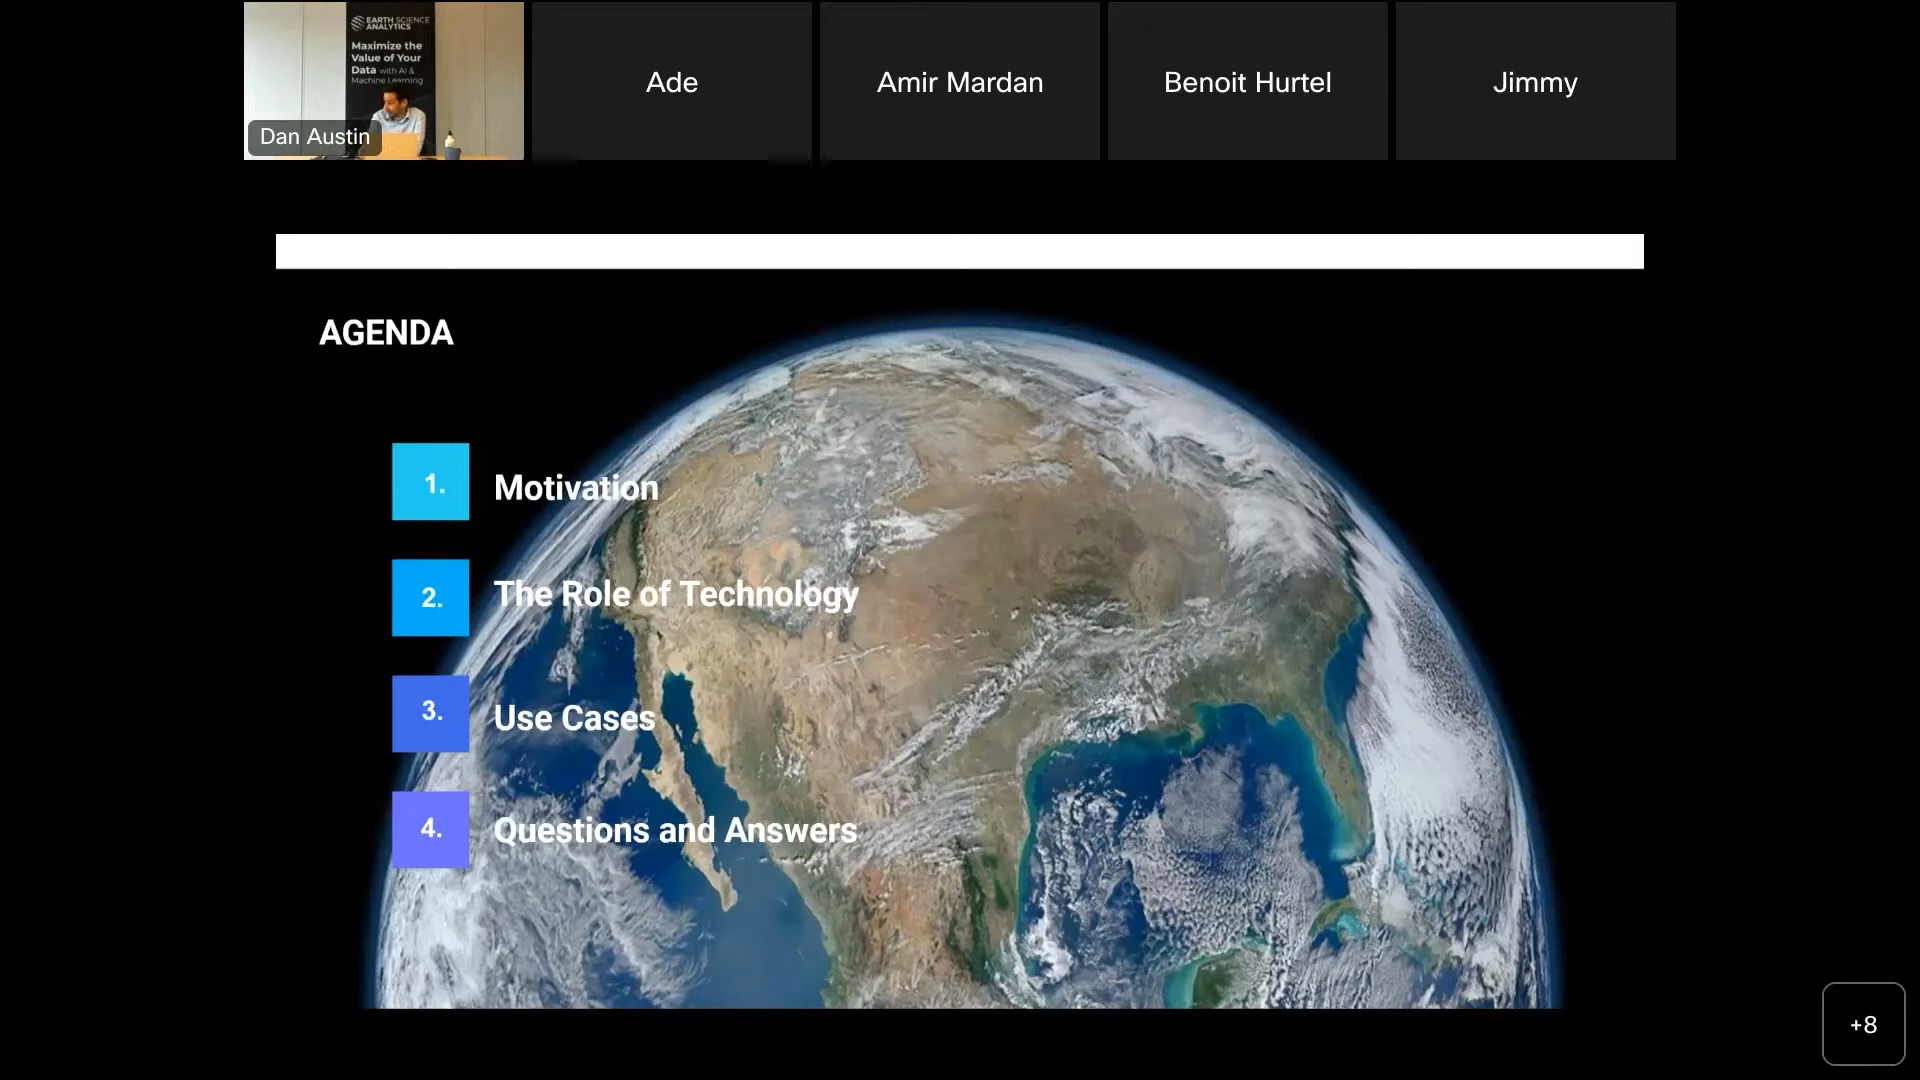 EARTH SCIENCE
ANALYTICS
Maximize the
Value of Your
Data with AI &
Machine Learning
Dan Austin
Ade
Amir Mardan
Benoit Hurtel
Jimmy
AGENDA
1. Motivation
2. The Role of Technology
3. Use Cases
4. Questions and Answers
+8